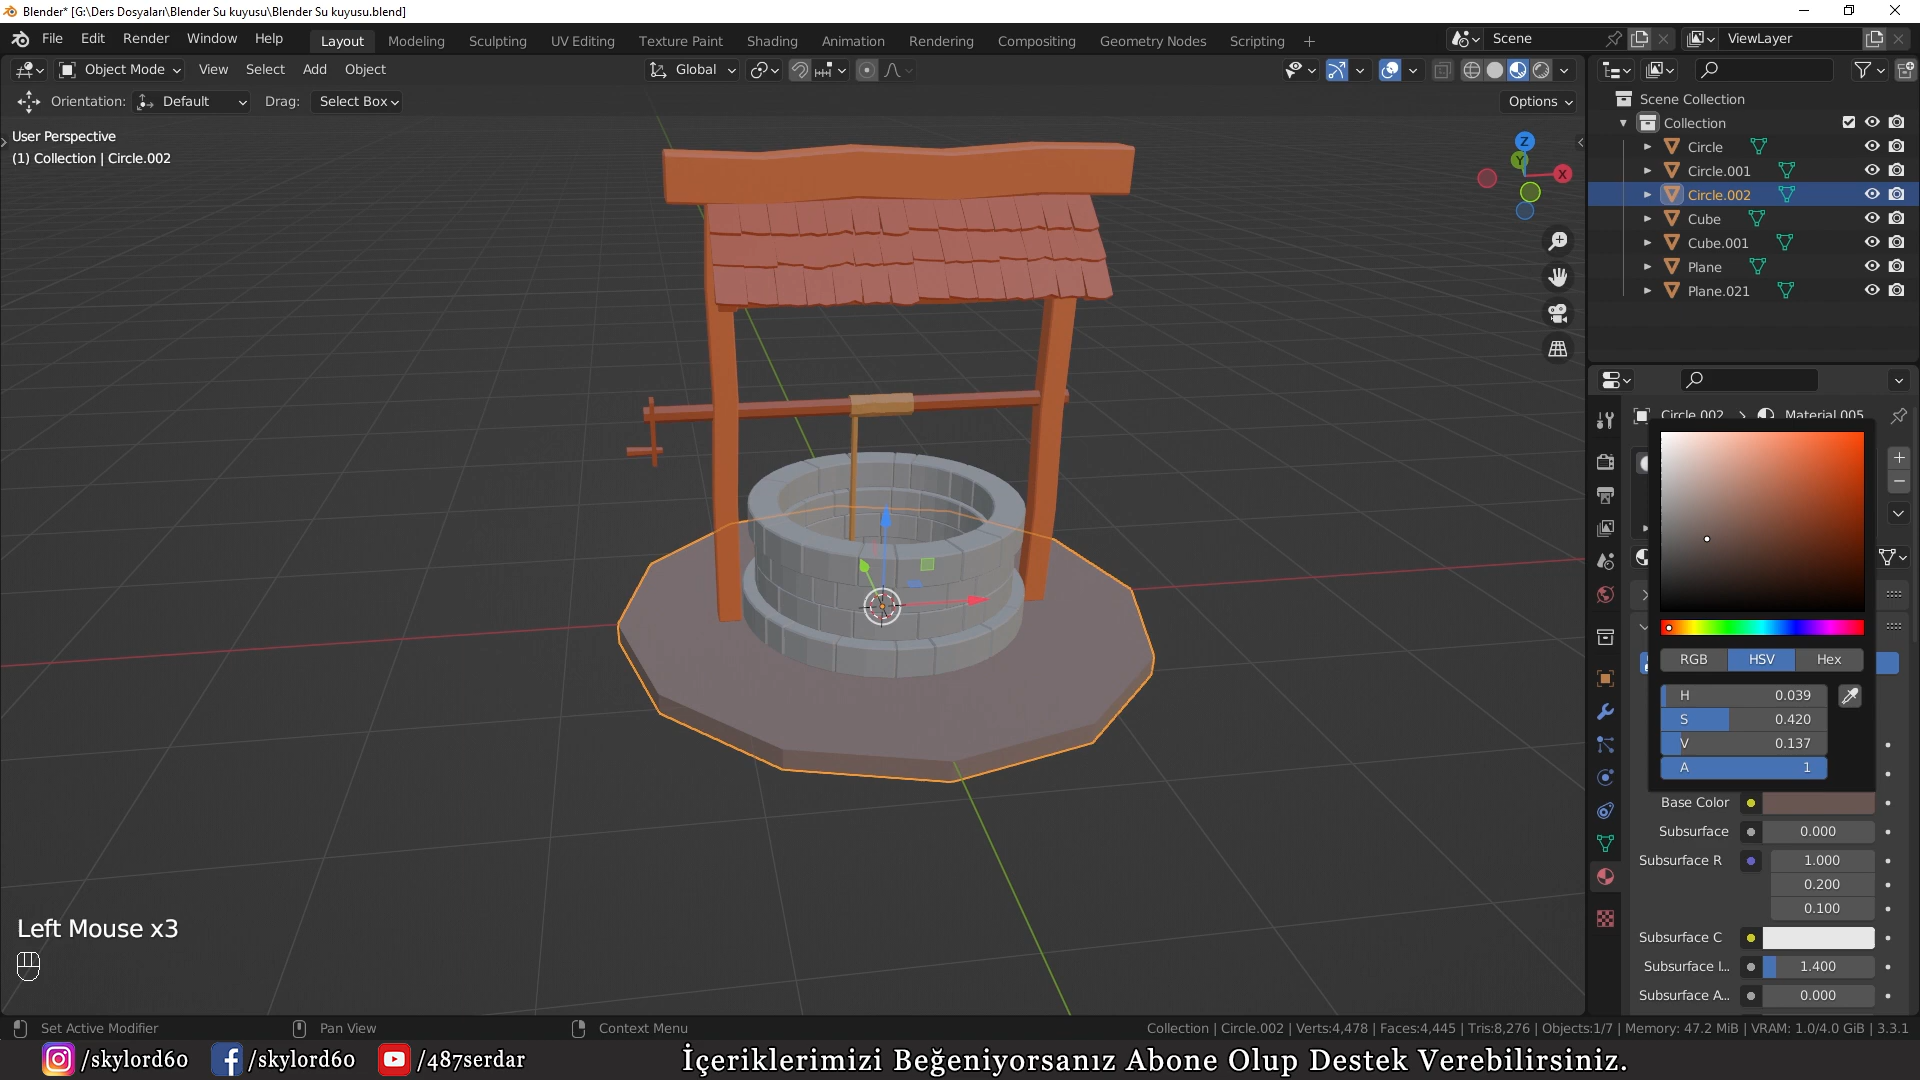 Blender* [G:\Ders Dosyaları\Blender Su kuyusu\Blender Su kuyusu.blend]
File Edit Render Window Help
Layout Modeling Sculpting UV Editing Texture Paint Shading Animation Rendering Compositing Geometry Nodes Scripting
Scene
ViewLayer
Object Mode View Select Add Object
Global
Orientation: Default Drag: Select Box
Options
User Perspective
(1) Collection | Circle.002
Z
Y
X
Scene Collection
Collection
Circle
Circle.001
Circle.002
Cube
Cube.001
Plane
Plane.021
Circle.002 > Material.005
RGB HSV Hex
H 0.039
S 0.420
V 0.137
A 1
Base Color
Subsurface 0.000
Subsurface R 1.000
0.200
0.100
Subsurface C
Subsurface I... 1.400
Subsurface A... 0.000
Left Mouse x3
Set Active Modifier Pan View Context Menu
Collection | Circle.002 | Verts:4,478 | Faces:4,445 | Tris:8,276 | Objects:1/7 | Memory: 47.2 MiB | VRAM: 1.0/4.0 GiB | 3.3.1
/skylord60 /skylord60 /487serdar
İçeriklerimizi Beğeniyorsanız Abone Olup Destek Verebilirsiniz.